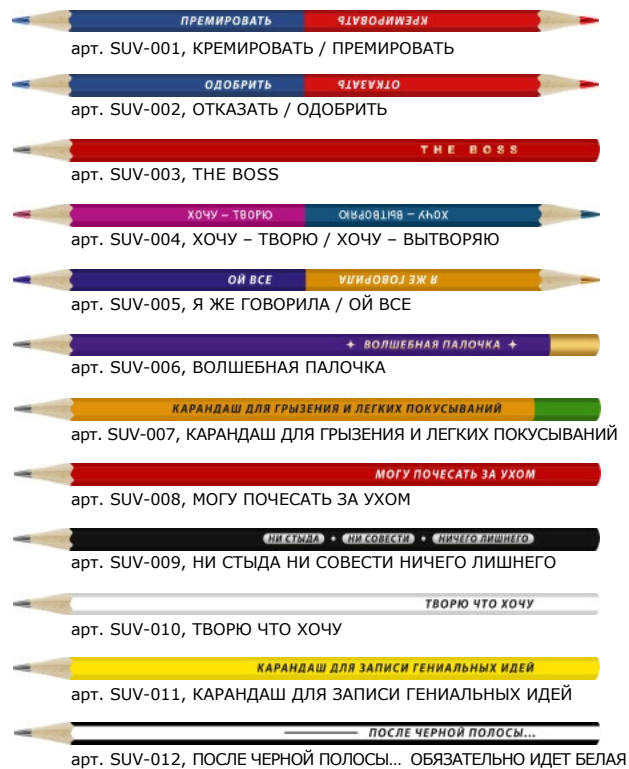 ПРЕМИРОВАТЬ КРЕМИРОВАТЬ
арт. SUV-001, КРЕМИРОВАТЬ / ПРЕМИРОВАТЬ
ОДОБРИТЬ ОТКАЗАТЬ
арт. SUV-002, ОТКАЗАТЬ / ОДОБРИТЬ
THE BOSS
арт. SUV-003, THE BOSS
ХОЧУ – ТВОРЮ ХОЧУ – ВЫТВОРЯЮ
арт. SUV-004, ХОЧУ – ТВОРЮ / ХОЧУ – ВЫТВОРЯЮ
ОЙ ВСЕ Я ЖЕ ГОВОРИЛА
арт. SUV-005, Я ЖЕ ГОВОРИЛА / ОЙ ВСЕ
ВОЛШЕБНАЯ ПАЛОЧКА
арт. SUV-006, ВОЛШЕБНАЯ ПАЛОЧКА
КАРАНДАШ ДЛЯ ГРЫЗЕНИЯ И ЛЕГКИХ ПОКУСЫВАНИЙ
арт. SUV-007, КАРАНДАШ ДЛЯ ГРЫЗЕНИЯ И ЛЕГКИХ ПОКУСЫВАНИЙ
МОГУ ПОЧЕСАТЬ ЗА УХОМ
арт. SUV-008, МОГУ ПОЧЕСАТЬ ЗА УХОМ
НИ СТЫДА • НИ СОВЕСТИ • НИЧЕГО ЛИШНЕГО
арт. SUV-009, НИ СТЫДА НИ СОВЕСТИ НИЧЕГО ЛИШНЕГО
ТВОРЮ ЧТО ХОЧУ
арт. SUV-010, ТВОРЮ ЧТО ХОЧУ
КАРАНДАШ ДЛЯ ЗАПИСИ ГЕНИАЛЬНЫХ ИДЕЙ
арт. SUV-011, КАРАНДАШ ДЛЯ ЗАПИСИ ГЕНИАЛЬНЫХ ИДЕЙ
ПОСЛЕ ЧЕРНОЙ ПОЛОСЫ...
арт. SUV-012, ПОСЛЕ ЧЕРНОЙ ПОЛОСЫ... ОБЯЗАТЕЛЬНО ИДЕТ БЕЛАЯ